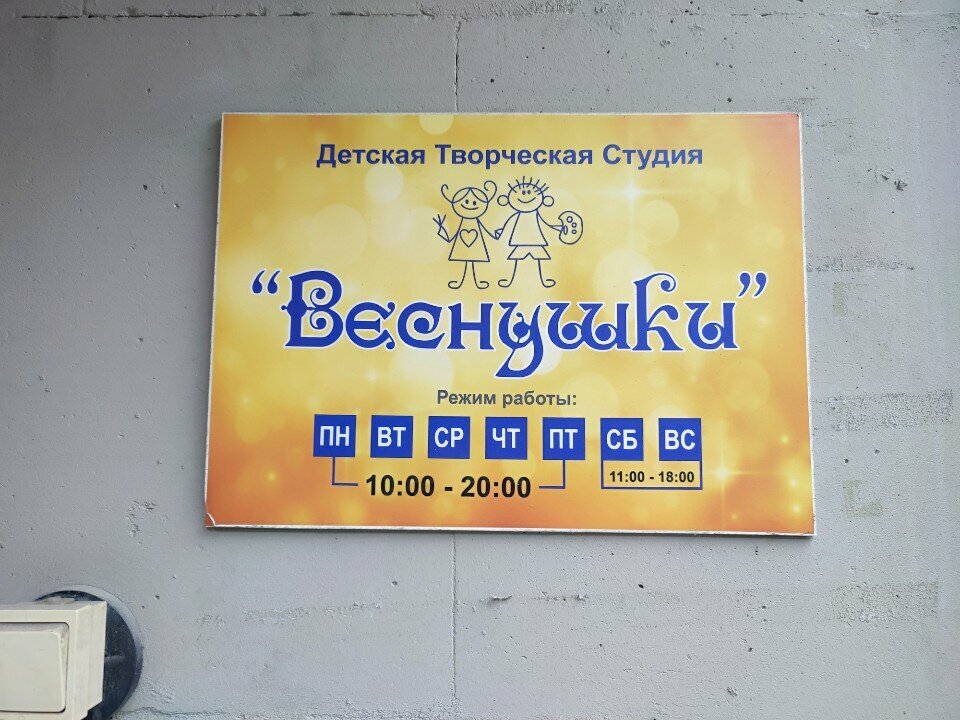 Детская Творческая Студия
“Веснушки”
Режим работы:
ПН ВТ СР ЧТ ПТ СБ ВС
10:00 - 20:00 11:00 - 18:00